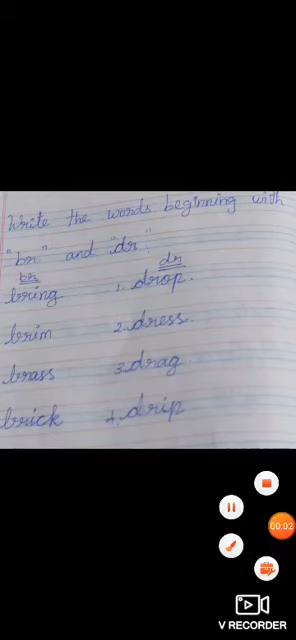 Write the words beginning with
"br" and "dr".
br dr
bring 1. drop.
brim 2. dress.
brass 3. drag
brick 4. drip
00:02
V RECORDER